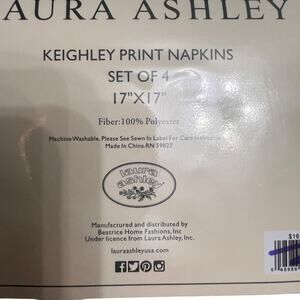 AURA ASHLEY
KEIGHLEY PRINT NAPKINS
SET OF 4
17"X17"
Fiber:100% Polyester
Machine Washable. Please See Sewn In Label For Care Instructions
Made In China. RN 59827
laura
ashley
Manufactured and distributed by
Beatrice Home Fashions, Inc
Under licence from Laura Ashley, Inc.
lauraashleyusa.com
$16